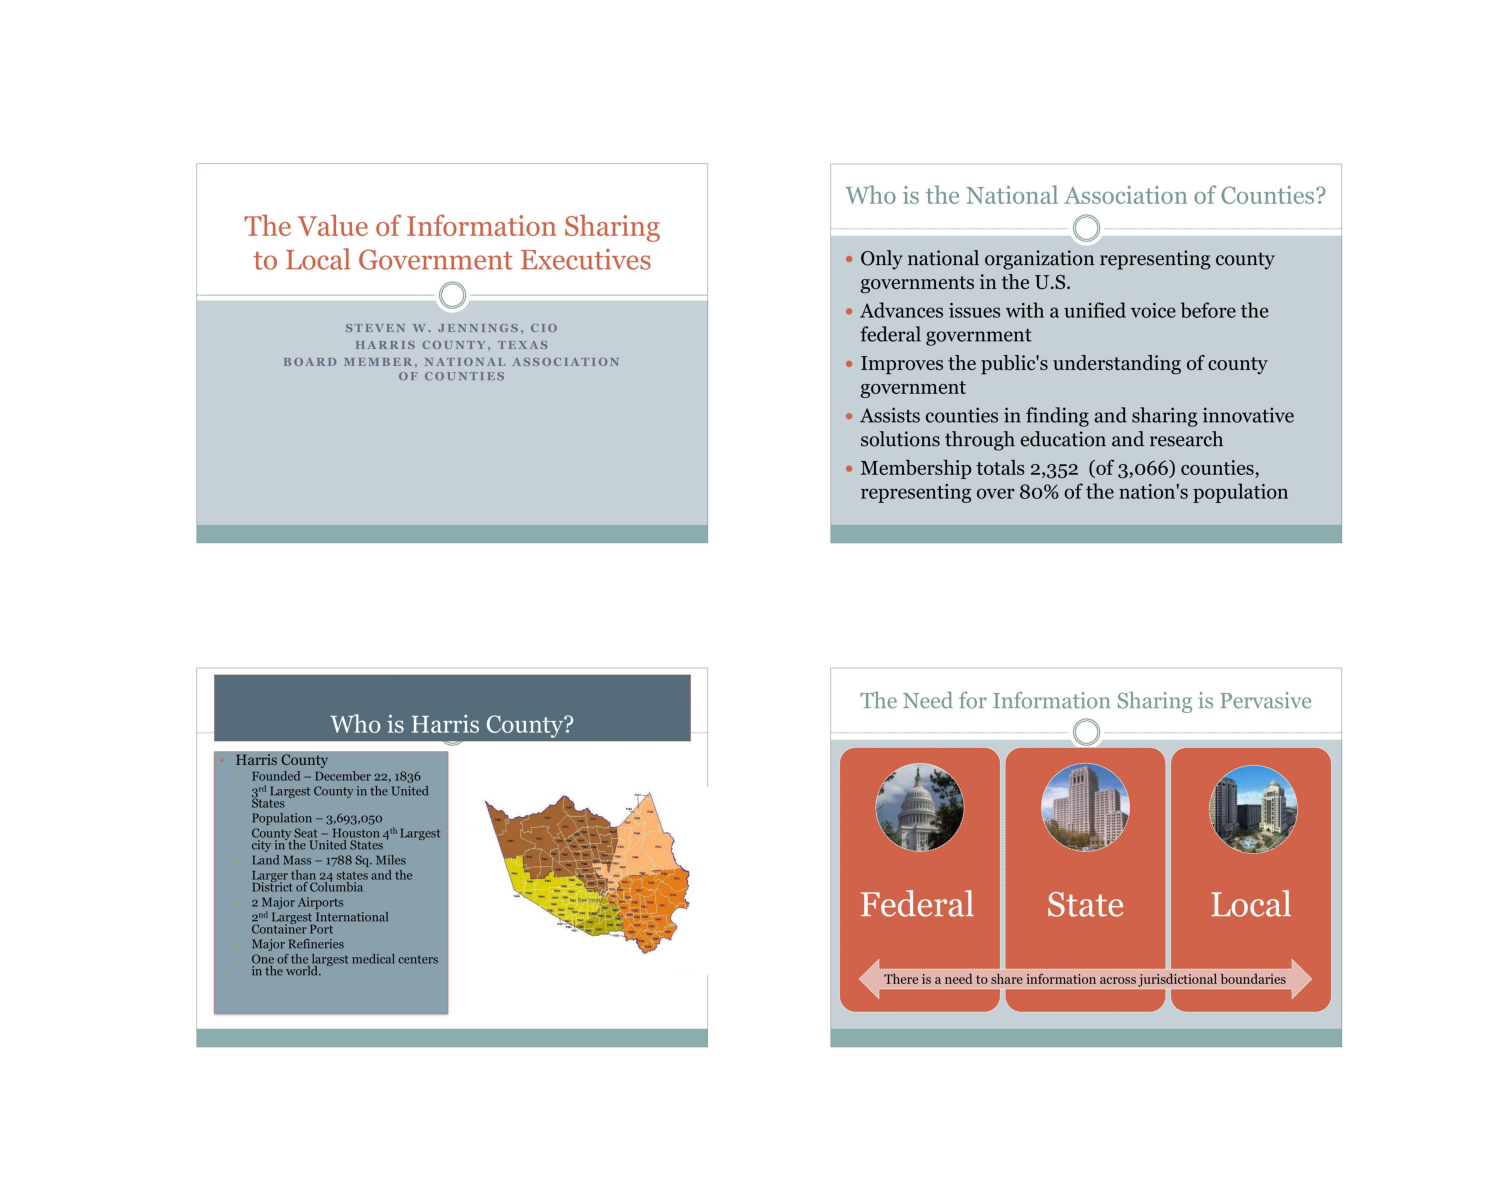 The Value of Information Sharing
to Local Government Executives
STEVEN W. JENNINGS, CIO
HARRIS COUNTY, TEXAS
BOARD MEMBER, NATIONAL ASSOCIATION
OF COUNTIES
Who is the National Association of Counties?
• Only national organization representing county
governments in the U.S.
• Advances issues with a unified voice before the
federal government
• Improves the public's understanding of county
government
• Assists counties in finding and sharing innovative
solutions through education and research
• Membership totals 2,352 (of 3,066) counties,
representing over 80% of the nation's population
Who is Harris County?
• Harris County
Founded – December 22, 1836
3rd Largest County in the United
States
Population – 3,693,050
County Seat – Houston 4th Largest
city in the United States
Land Mass – 1788 Sq. Miles
Larger than 24 states and the
District of Columbia
2 Major Airports
2nd Largest International
Container Port
Major Refineries
One of the largest medical centers
in the world.
The Need for Information Sharing is Pervasive
Federal
State
Local
There is a need to share information across jurisdictional boundaries